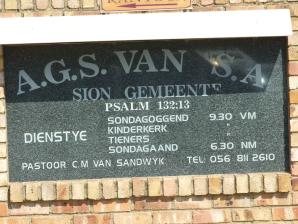 A.G.S. VAN S.A
SION GEMEENTE
PSALM 132:13
DIENSTYE SONDAGOGGEND 9.30 VM
KINDERKERK "
TIENERS "
SONDAGAAND 6.30 NM
PASTOOR C.M VAN SANDWYK TEL: 056 811 2610